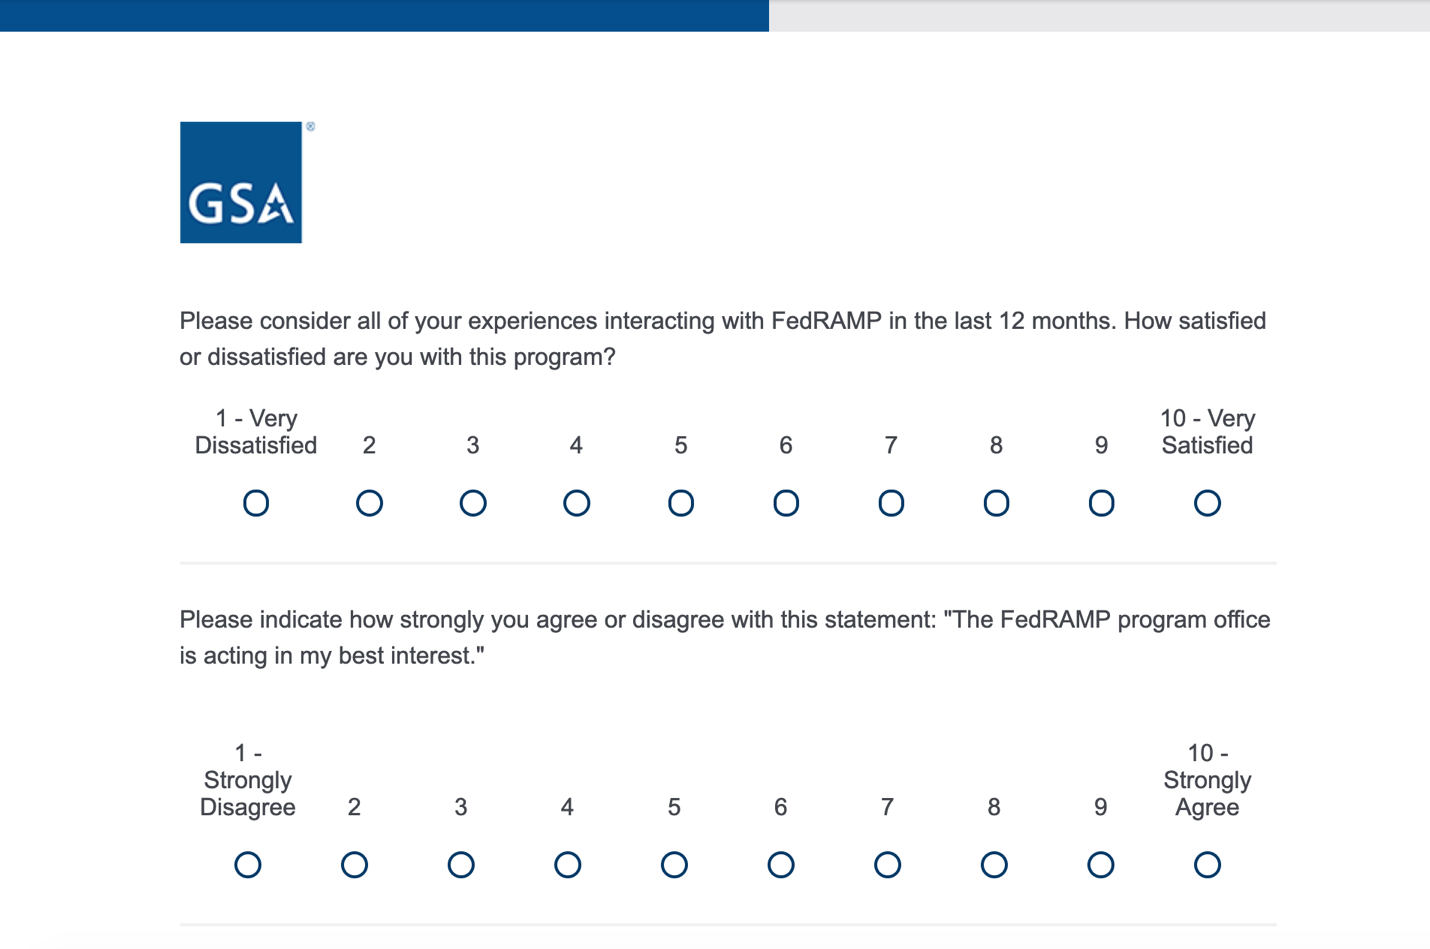 GSA®
Please consider all of your experiences interacting with FedRAMP in the last 12 months. How satisfied
or dissatisfied are you with this program?
1 - Very
Dissatisfied 2 3 4 5 6 7 8 9 10 - Very
Satisfied
Please indicate how strongly you agree or disagree with this statement: "The FedRAMP program office
is acting in my best interest."
1 -
Strongly
Disagree 2 3 4 5 6 7 8 9 10 -
Strongly
Agree